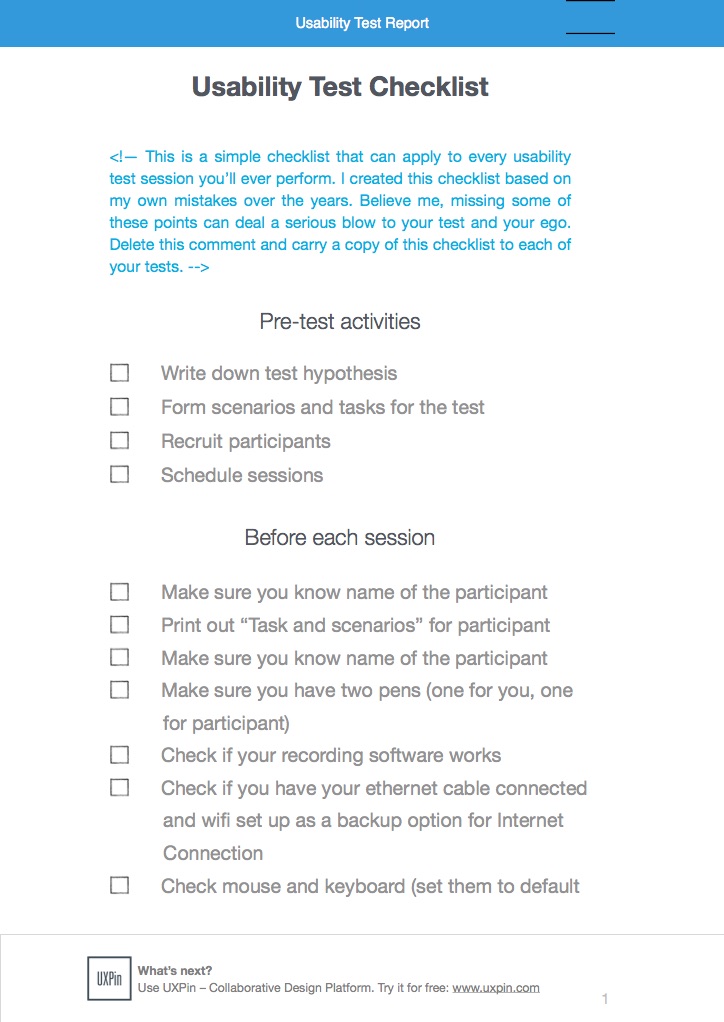 Usability Test Report
Usability Test Checklist
<!— This is a simple checklist that can apply to every usability
test session you’ll ever perform. I created this checklist based on
my own mistakes over the years. Believe me, missing some of
these points can deal a serious blow to your test and your ego.
Delete this comment and carry a copy of this checklist to each of
your tests. -->
Pre-test activities
Write down test hypothesis
Form scenarios and tasks for the test
Recruit participants
Schedule sessions
Before each session
Make sure you know name of the participant
Print out “Task and scenarios” for participant
Make sure you know name of the participant
Make sure you have two pens (one for you, one
for participant)
Check if your recording software works
Check if you have your ethernet cable connected
and wifi set up as a backup option for Internet
Connection
Check mouse and keyboard (set them to default
UXPin
What’s next?
Use UXPin – Collaborative Design Platform. Try it for free: www.uxpin.com
1